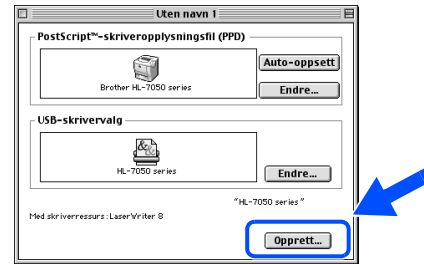 Uten navn 1
PostScript™-skriveropplysningsfil (PPD)
Auto-oppsett
Brother HL-7050 series
Endre...
USB-skrivervalg
HL-7050 series
Endre...
"HL-7050 series"
Med skriverressurs: LaserWriter 8
Opprett...